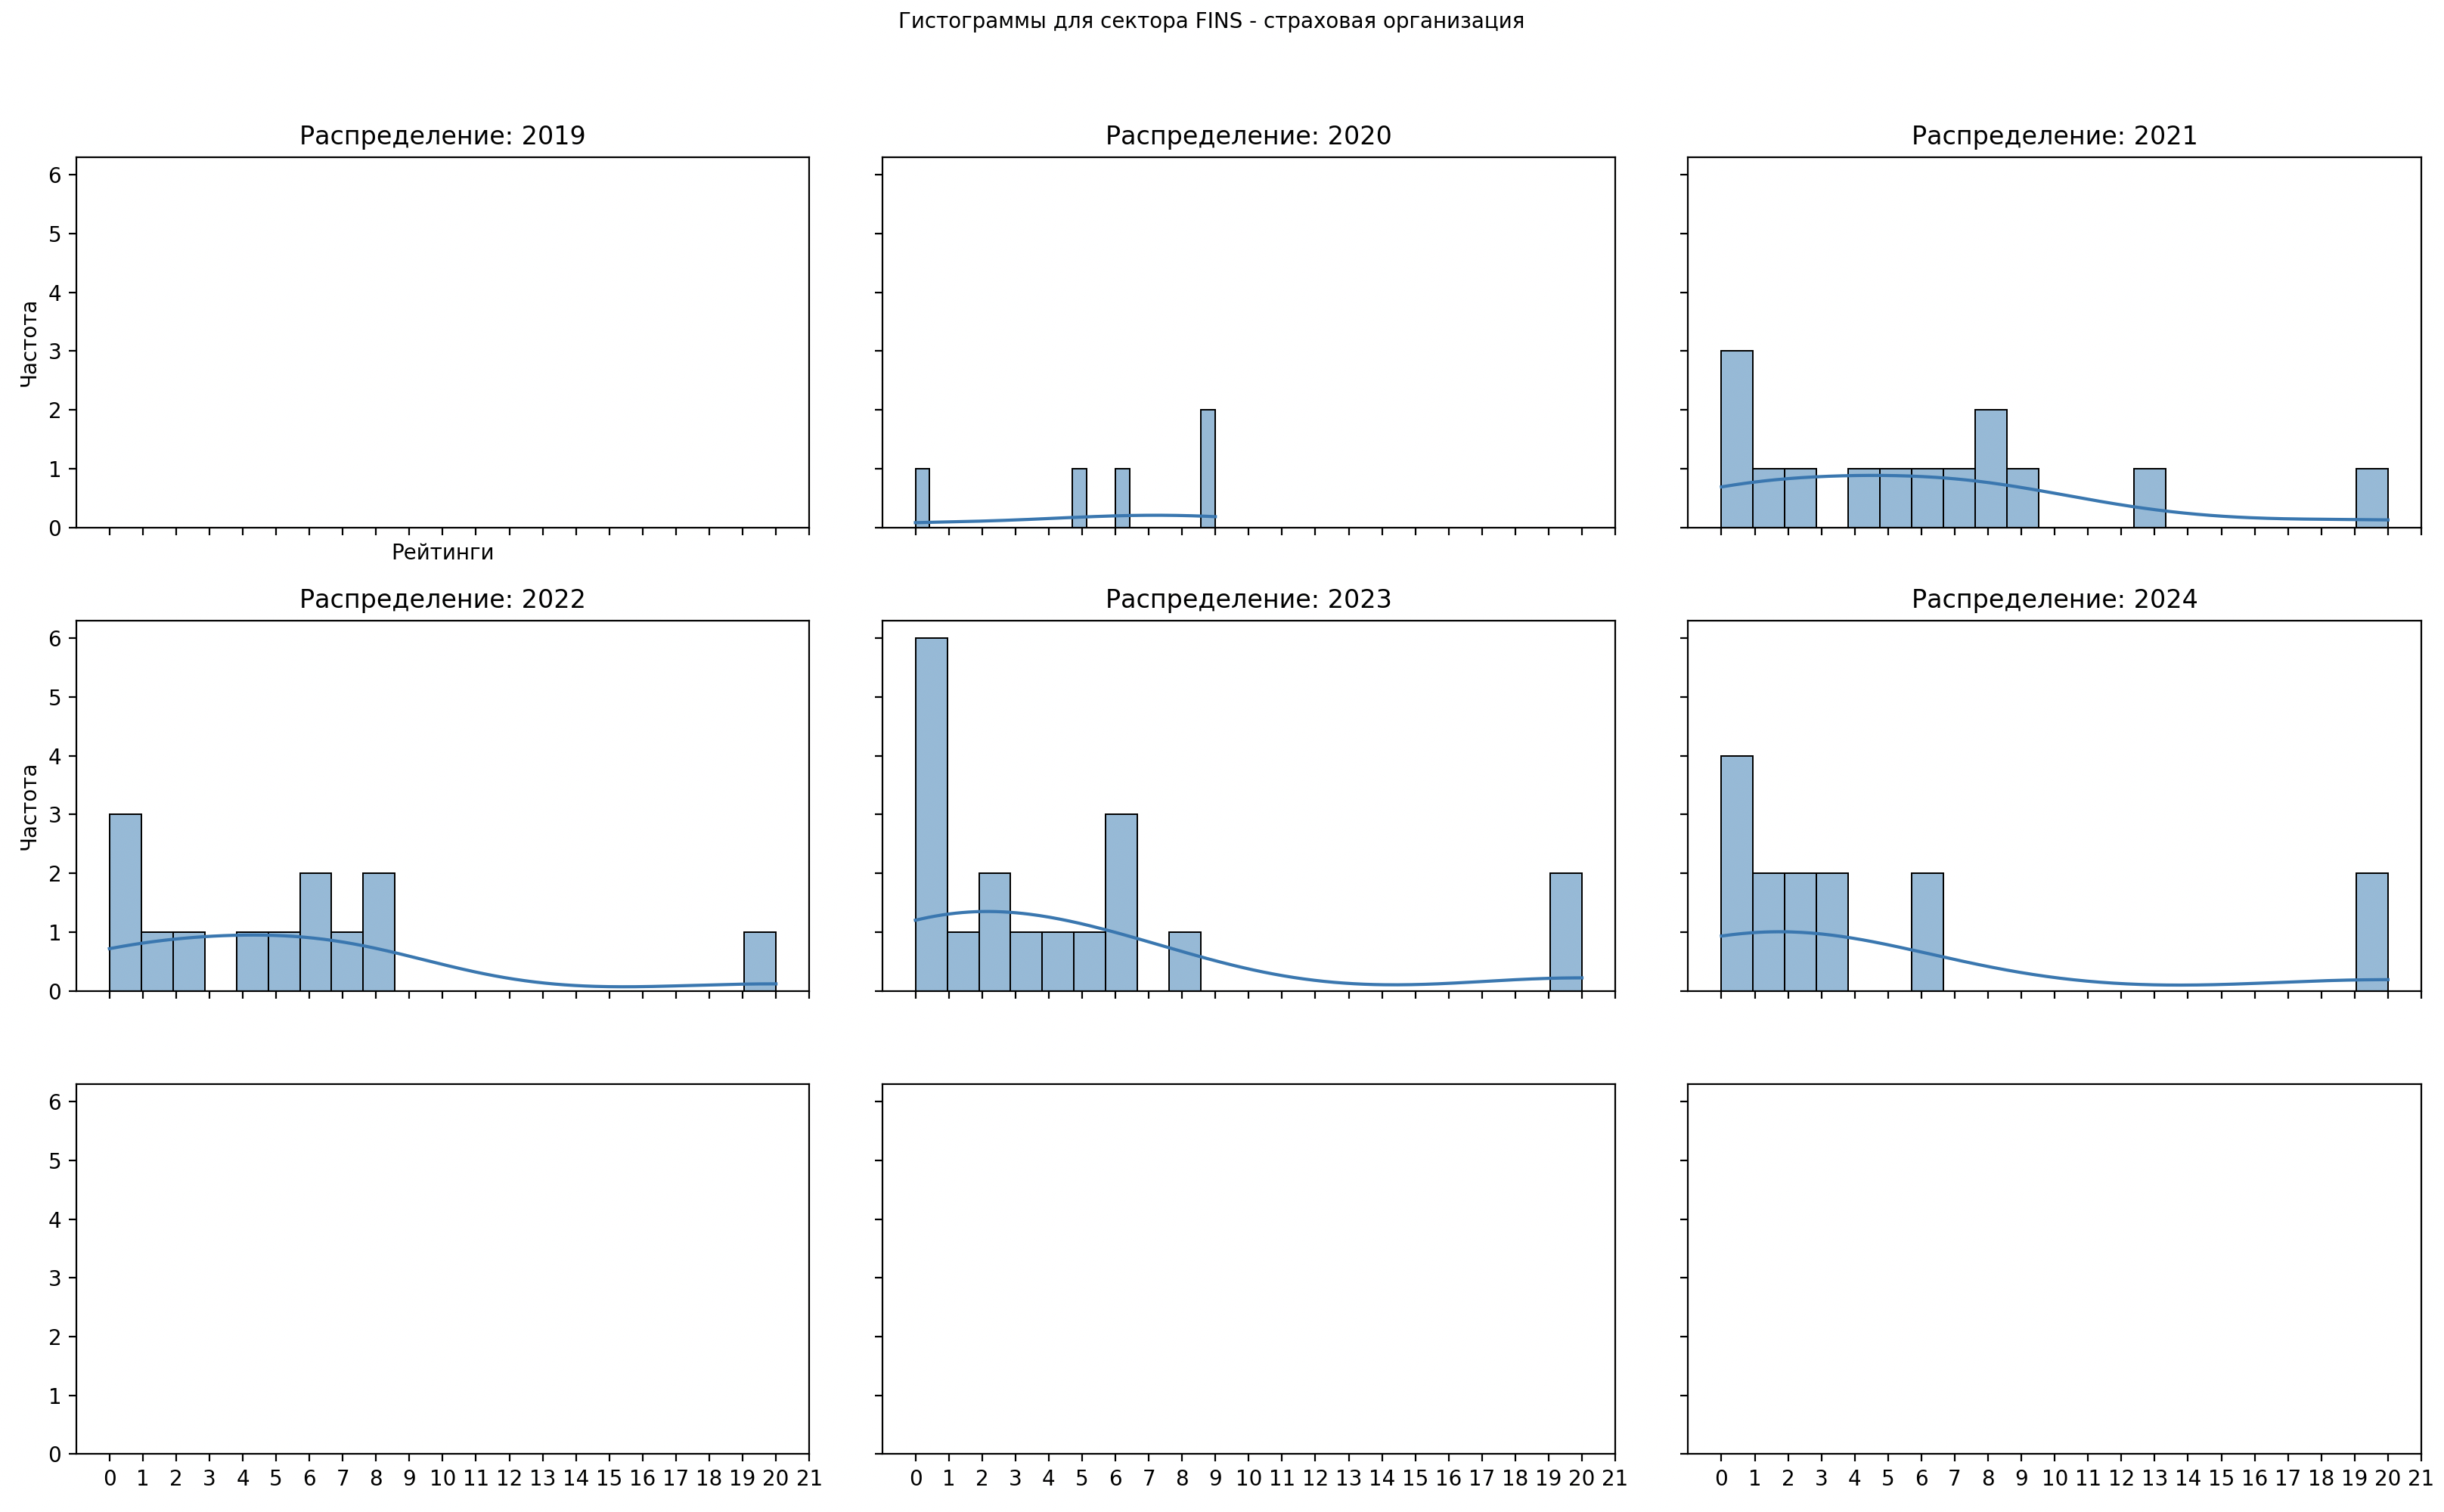 Гистограммы для сектора FINS - страховая организация
Распределение: 2019
Распределение: 2020
Распределение: 2021
6
5
4
3
2
1
0
Частота
Рейтинги
Распределение: 2022
Распределение: 2023
Распределение: 2024
6
5
4
3
2
1
0
Частота
6
5
4
3
2
1
0
0 1 2 3 4 5 6 7 8 9 10 11 12 13 14 15 16 17 18 19 20 21
0 1 2 3 4 5 6 7 8 9 10 11 12 13 14 15 16 17 18 19 20 21
0 1 2 3 4 5 6 7 8 9 10 11 12 13 14 15 16 17 18 19 20 21